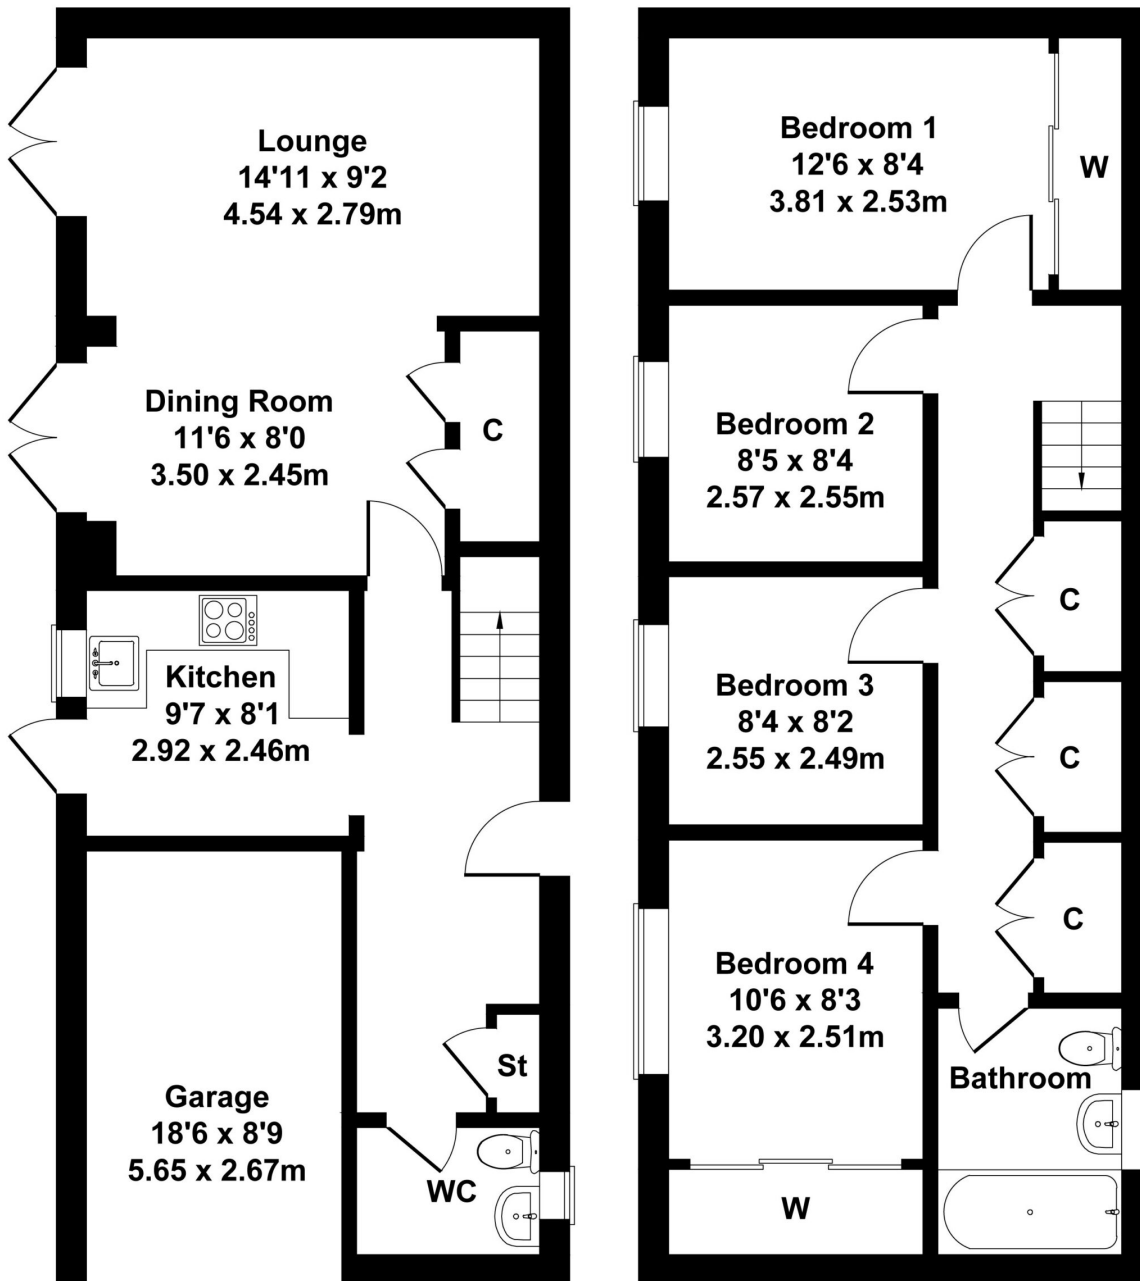 Lounge
14'11 x 9'2
4.54 x 2.79m
Dining Room
11'6 x 8'0
3.50 x 2.45m
C
Kitchen
9'7 x 8'1
2.92 x 2.46m
St
Garage
18'6 x 8'9
5.65 x 2.67m
WC
Bedroom 1
12'6 x 8'4
3.81 x 2.53m
W
Bedroom 2
8'5 x 8'4
2.57 x 2.55m
C
Bedroom 3
8'4 x 8'2
2.55 x 2.49m
C
C
Bedroom 4
10'6 x 8'3
3.20 x 2.51m
Bathroom
W